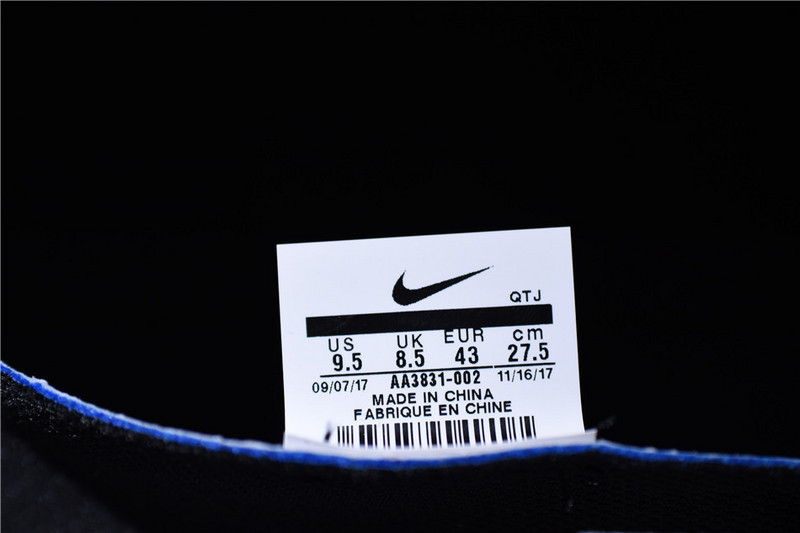 QTJ
US UK EUR cm
9.5 8.5 43 27.5
09/07/17 AA3831-002 11/16/17
MADE IN CHINA
FABRIQUE EN CHINE